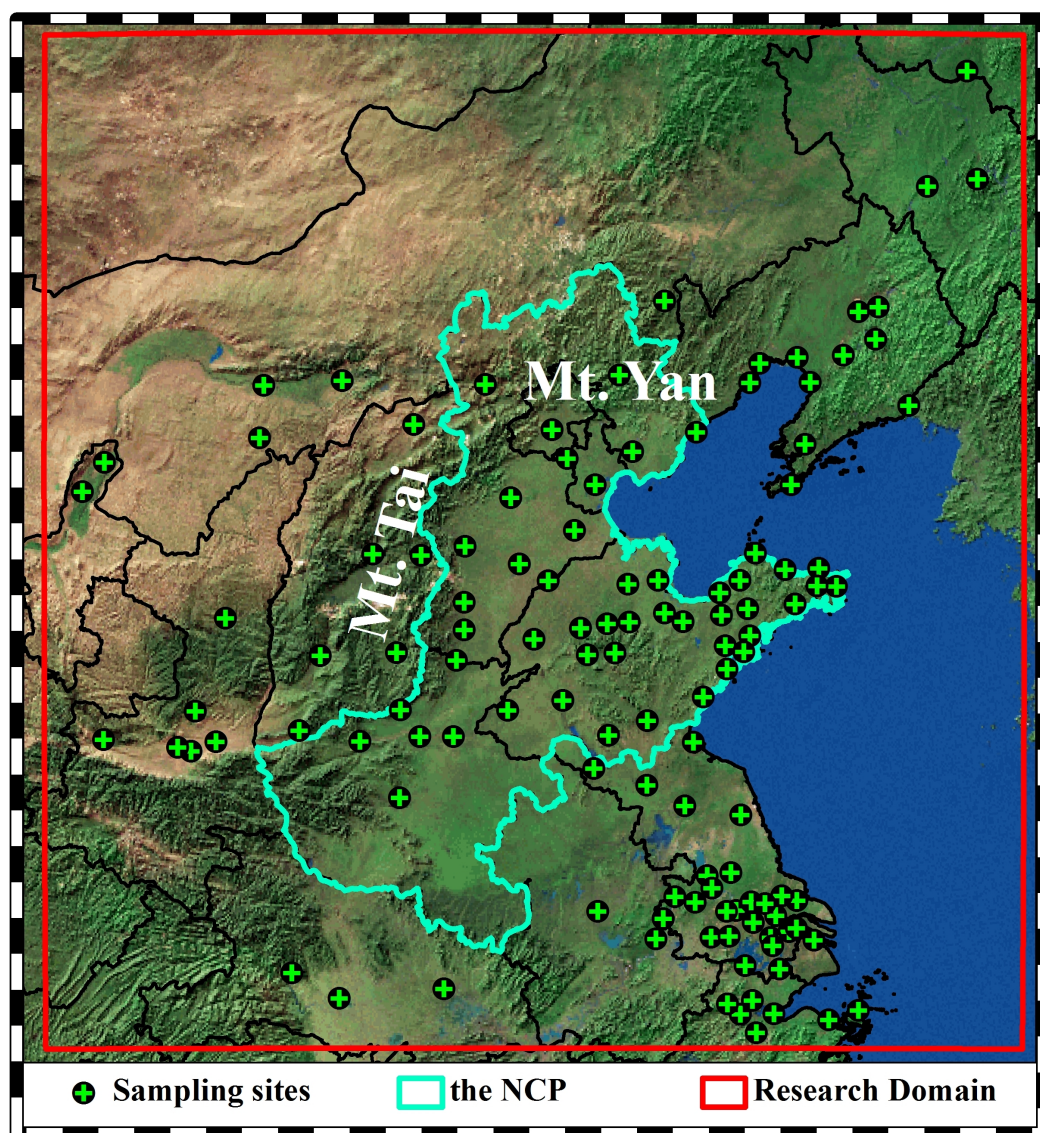 Mt. Yan
Mt. Tai
Sampling sites
the NCP
Research Domain